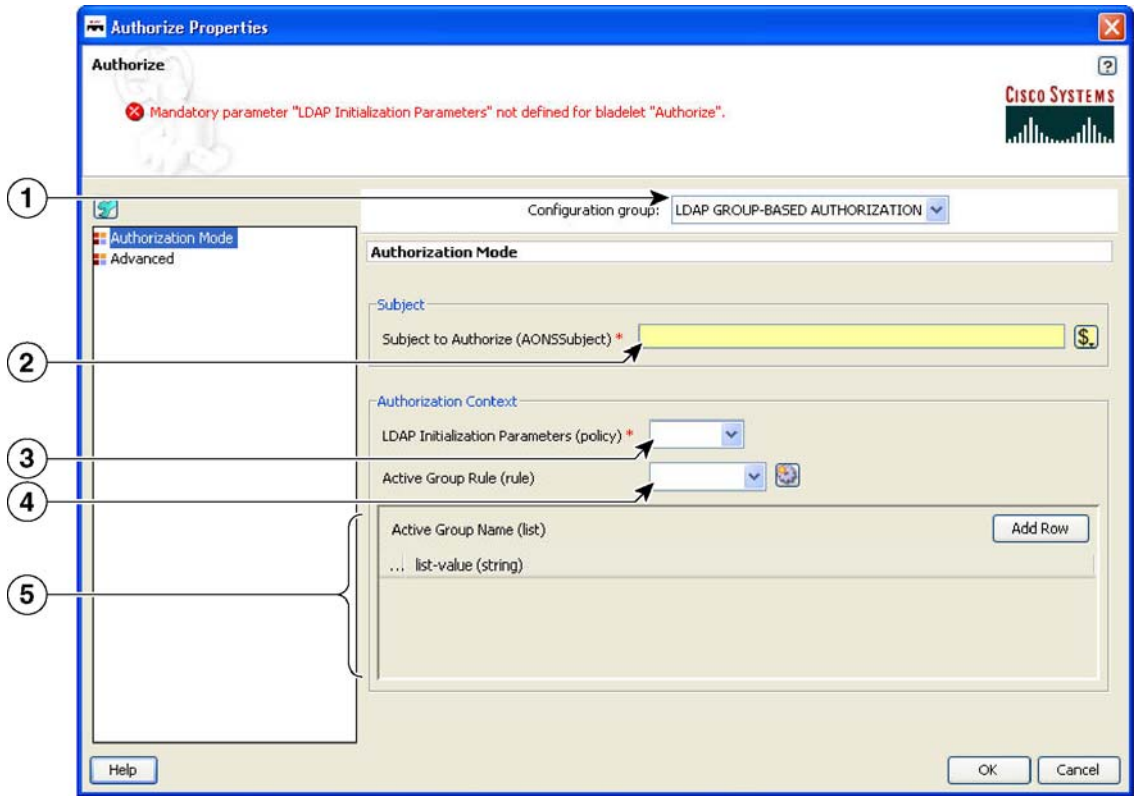 Authorize Properties
Authorize
Mandatory parameter "LDAP Initialization Parameters" not defined for bladelet "Authorize".
CISCO SYSTEMS
1
Configuration group: LDAP GROUP-BASED AUTHORIZATION
Authorization Mode
Advanced
Authorization Mode
Subject
Subject to Authorize (AONSSubject) *
$
2
Authorization Context
LDAP Initialization Parameters (policy) *
3
Active Group Rule (rule)
4
Active Group Name (list)
Add Row
... list-value (string)
5
Help
OK
Cancel